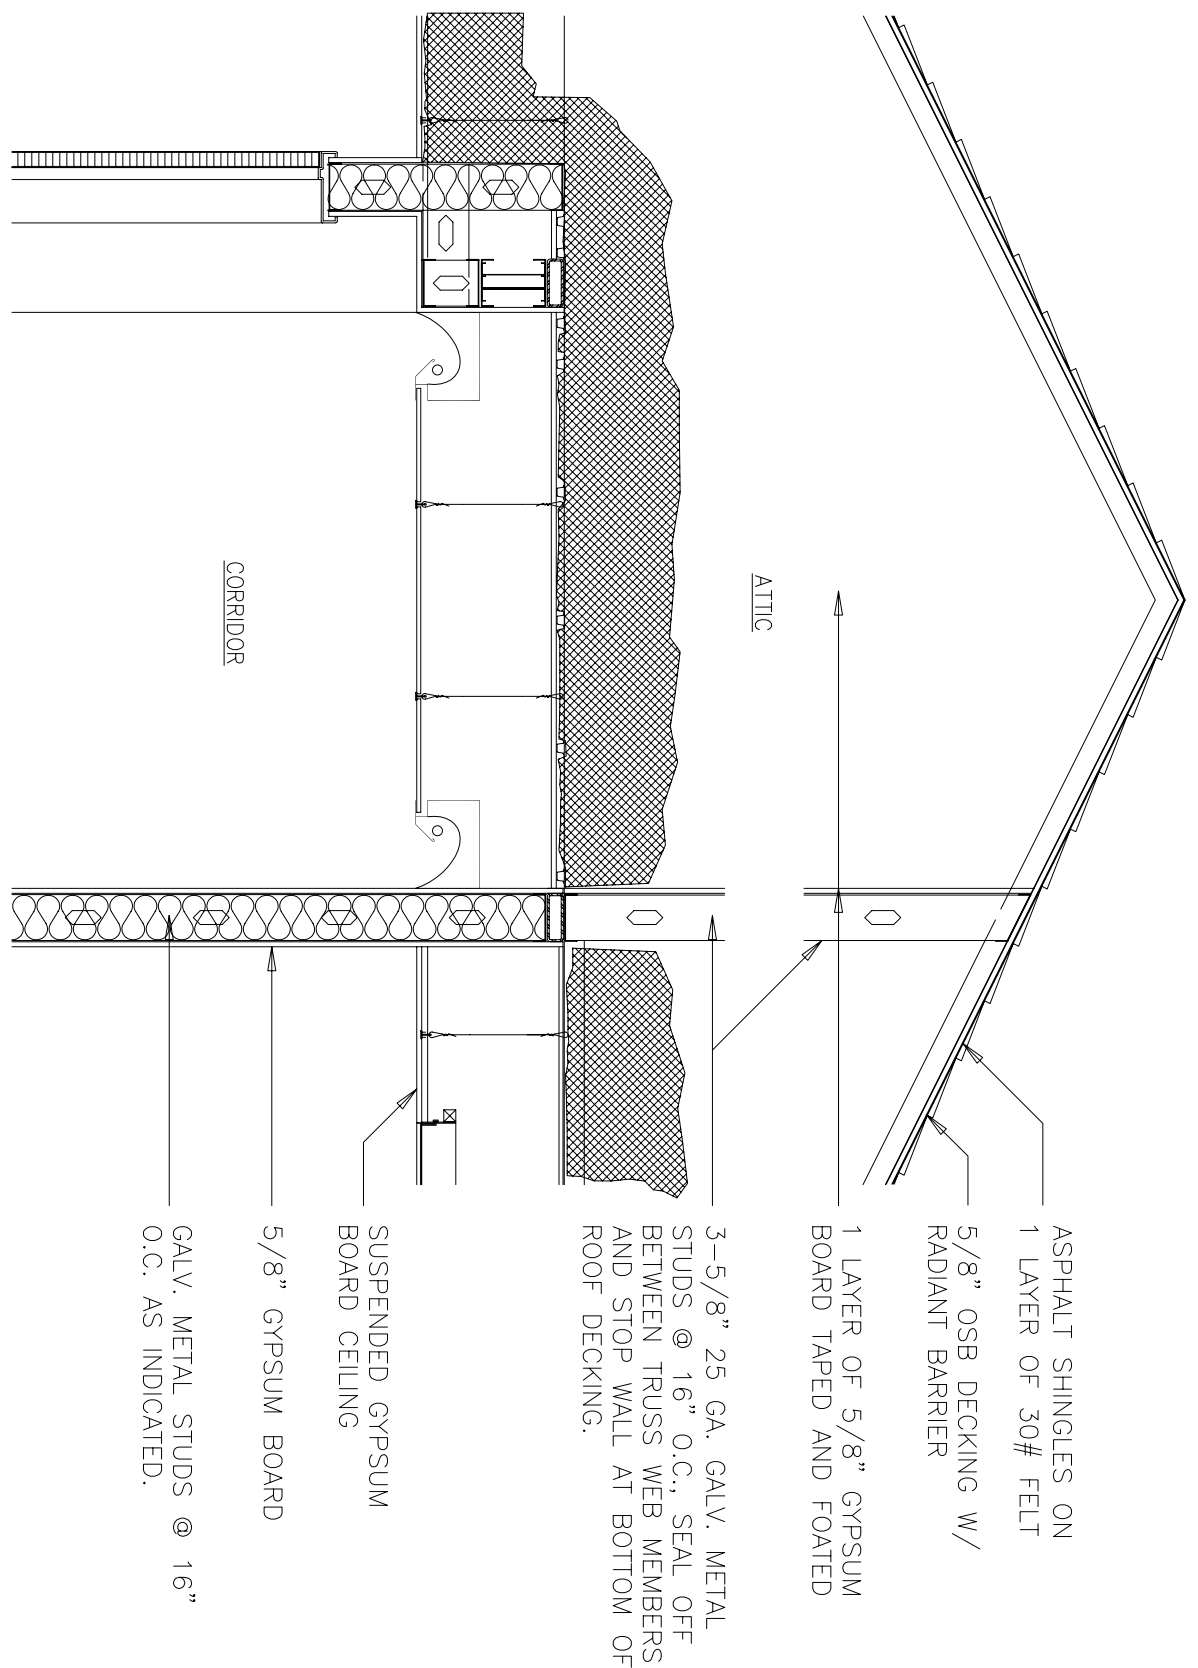 ASPHALT SHINGLES ON
1 LAYER OF 30# FELT
5/8" OSB DECKING W/
RADIANT BARRIER
1 LAYER OF 5/8" GYPSUM
BOARD TAPED AND FOATED
3-5/8" 25 GA. GALV. METAL
STUDS @ 16" O.C., SEAL OFF
BETWEEN TRUSS WEB MEMBERS
AND STOP WALL AT BOTTOM OF
ROOF DECKING.
SUSPENDED GYPSUM
BOARD CEILING
5/8" GYPSUM BOARD
GALV. METAL STUDS @ 16"
O.C. AS INDICATED.
ATTIC
CORRIDOR